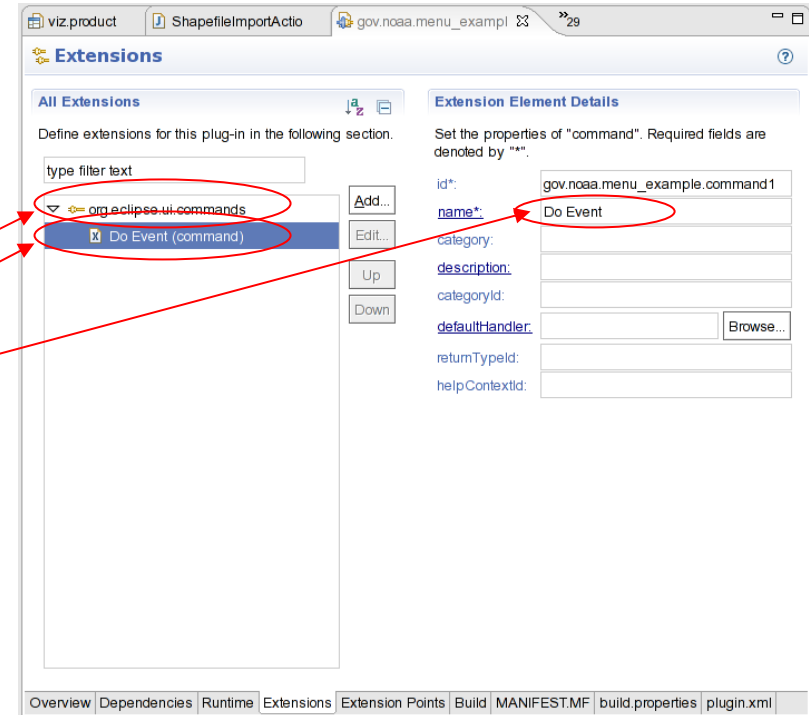 viz.product
ShapefileImportActio
gov.noaa.menu_exampl
»29
Extensions
All Extensions
Define extensions for this plug-in in the following section.
type filter text
org.eclipse.ui.commands
Do Event (command)
Add...
Edit...
Up
Down
Extension Element Details
Set the properties of "command". Required fields are
denoted by "*".
id*: gov.noaa.menu_example.command1
name*: Do Event
category:
description:
categoryId:
defaultHandler: Browse...
returnTypeId:
helpContextId:
Overview Dependencies Runtime Extensions Extension Points Build MANIFEST.MF build.properties plugin.xml